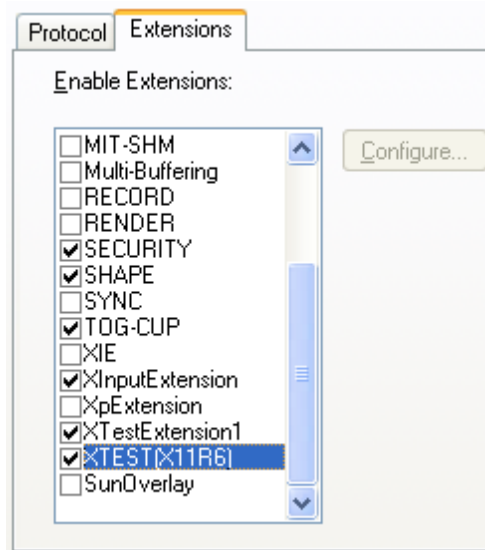 Protocol Extensions
Enable Extensions:
MIT-SHM
Configure...
Multi-Buffering
RECORD
RENDER
SECURITY
SHAPE
SYNC
TOG-CUP
XIE
XInputExtension
XpExtension
XTestExtension1
XTEST(X11R6)
SunOverlay